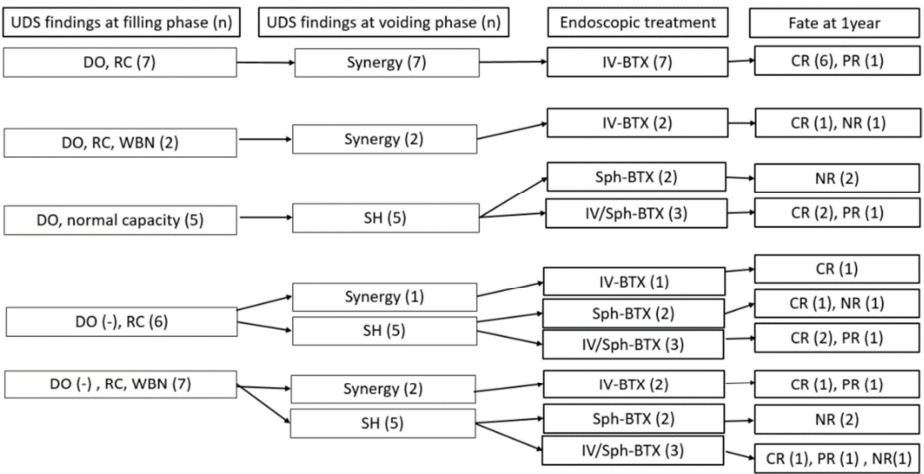 UDS findings at filling phase (n)
UDS findings at voiding phase (n)
Endoscopic treatment
Fate at 1year
DO, RC (7)
Synergy (7)
IV-BTX (7)
CR (6), PR (1)
DO, RC, WBN (2)
Synergy (2)
IV-BTX (2)
CR (1), NR (1)
DO, normal capacity (5)
SH (5)
Sph-BTX (2)
NR (2)
IV/Sph-BTX (3)
CR (2), PR (1)
DO (-), RC (6)
Synergy (1)
IV-BTX (1)
CR (1)
SH (5)
Sph-BTX (2)
CR (1), NR (1)
IV/Sph-BTX (3)
CR (2), PR (1)
DO (-) , RC, WBN (7)
Synergy (2)
IV-BTX (2)
CR (1), PR (1)
SH (5)
Sph-BTX (2)
NR (2)
IV/Sph-BTX (3)
CR (1), PR (1) , NR(1)